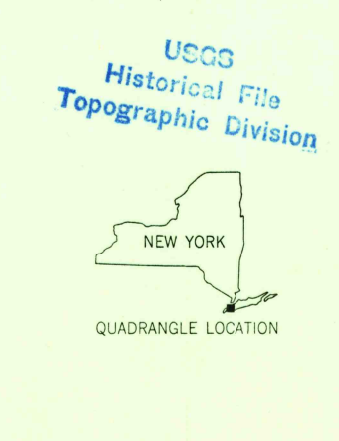 USGS
Historical File
Topographic Division
NEW YORK
QUADRANGLE LOCATION